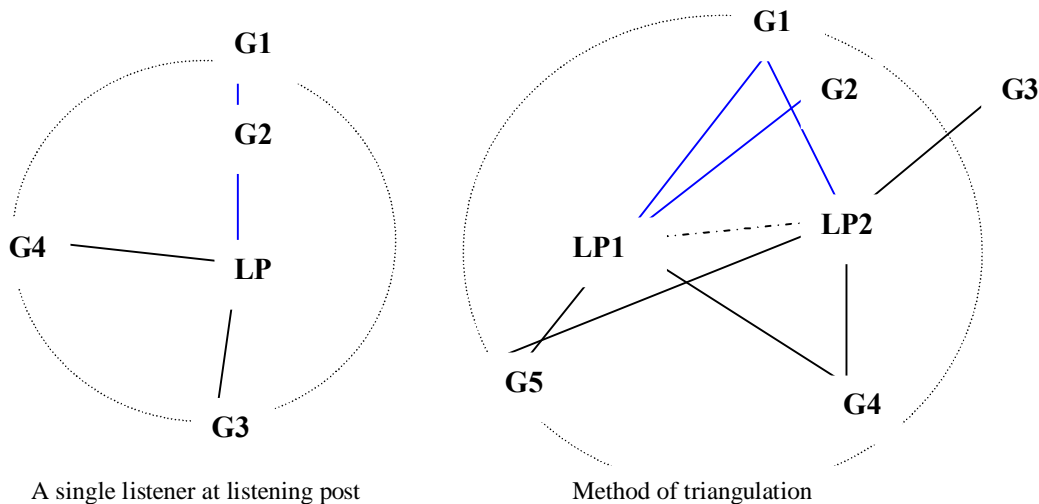 G1
G2
G4
LP
G3
A single listener at listening post
G1
G2
G3
LP1
LP2
G5
G4
Method of triangulation